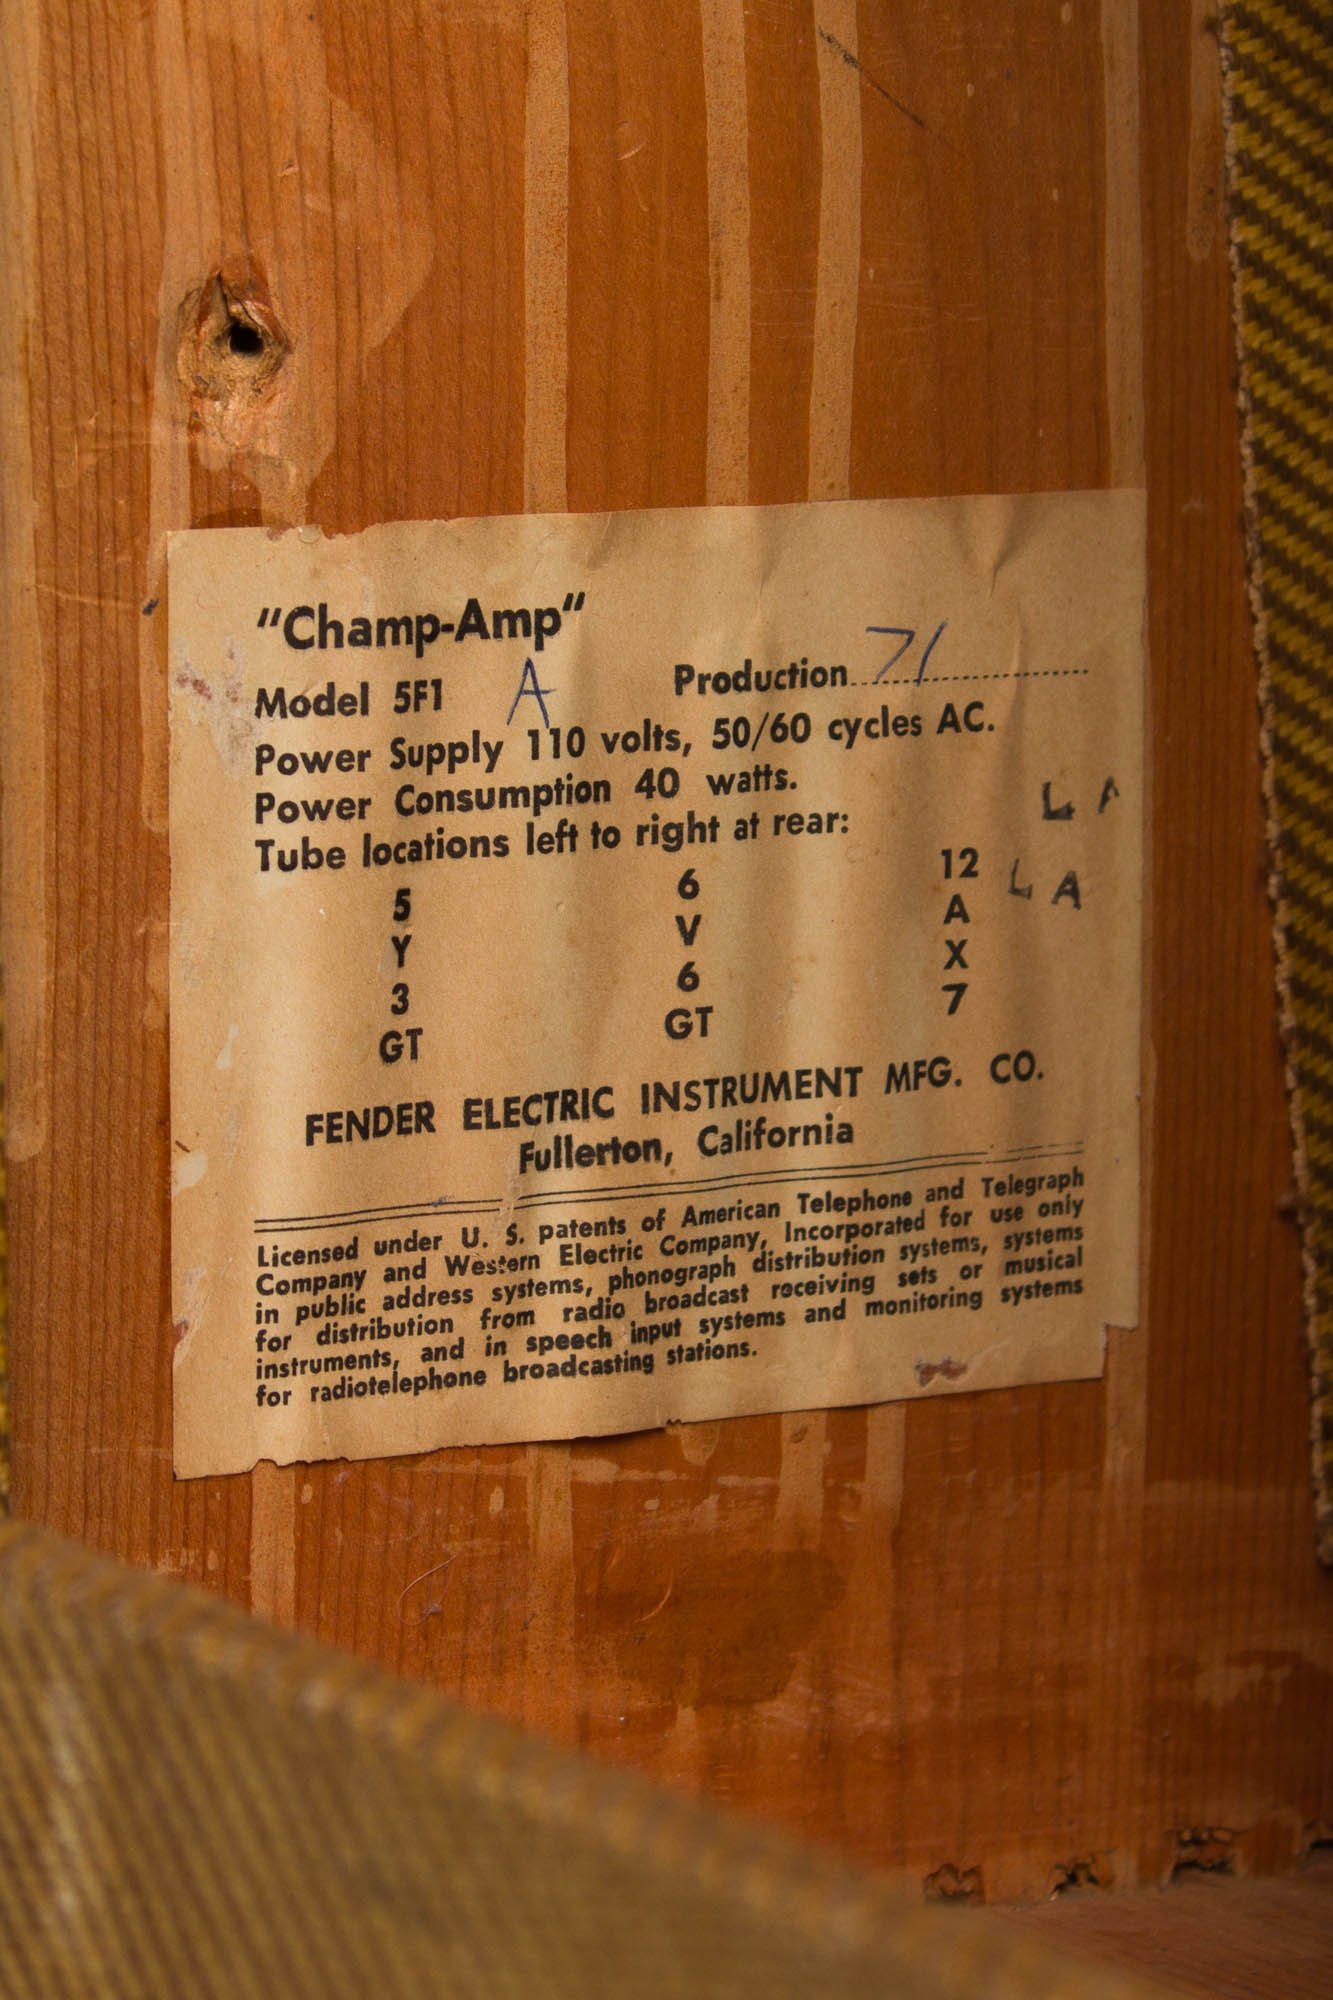 "Champ-Amp"
Model 5F1 A Production 71
Power Supply 110 volts, 50/60 cycles AC.
Power Consumption 40 watts.
L A
Tube locations left to right at rear:
5 6 12 L A
Y V A
3 6 X
GT GT 7
FENDER ELECTRIC INSTRUMENT MFG. CO.
Fullerton, California
Licensed under U. S. patents of American Telephone and Telegraph
Company and Western Electric Company, Incorporated for use only
in public address systems, phonograph distribution systems, systems
for distribution from radio broadcast receiving sets or musical
instruments, and in speech input systems and monitoring systems
for radiotelephone broadcasting stations.